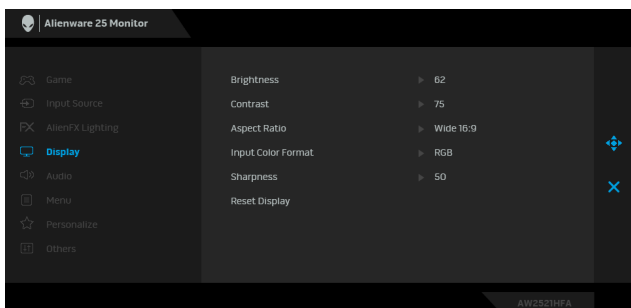 Alienware 25 Monitor
Game
Input Source
FX AlienFX Lighting
Display
Audio
Menu
Personalize
Others
Brightness 62
Contrast 75
Aspect Ratio Wide 16:9
Input Color Format RGB
Sharpness 50
Reset Display
AW2521HFA